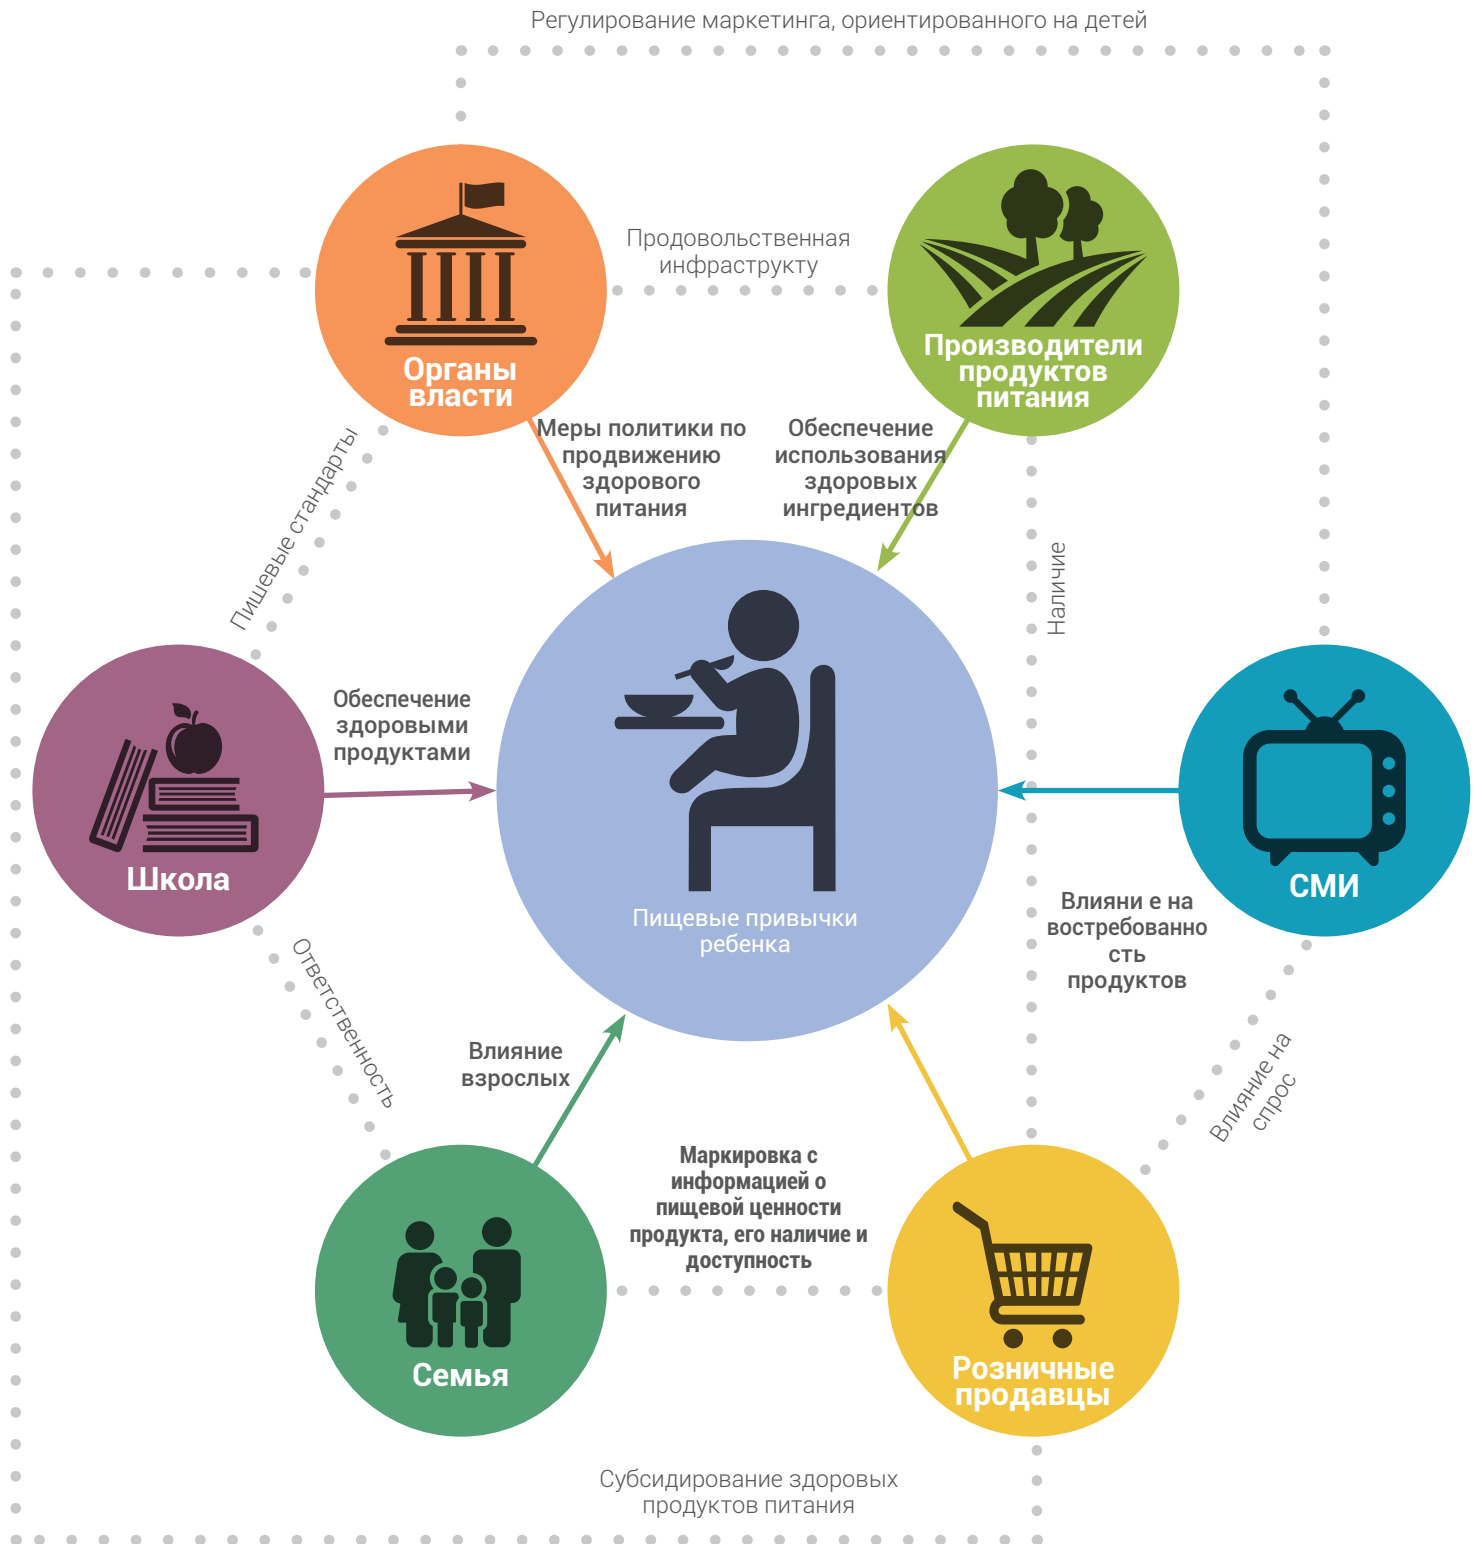 Регулирование маркетинга, ориентированного на детей
Продовольственная
инфраструкту
Органы
власти
Производители
продуктов
питания
Меры политики по
продвижению
здорового
питания
Обеспечение
использования
здоровых
ингредиентов
Пишевые стандарты
Наличие
Обеспечение
здоровыми
продуктами
Школа
СМИ
Пищевые привычки
ребенка
Влияни е на
востребованно
сть
продуктов
Ответственность
Влияние
взрослых
Влияние на
спрос
Маркировка с
информацией о
пищевой ценности
продукта, его наличие и
доступность
Семья
Розничные
продавцы
Субсидирование здоровых
продуктов питания